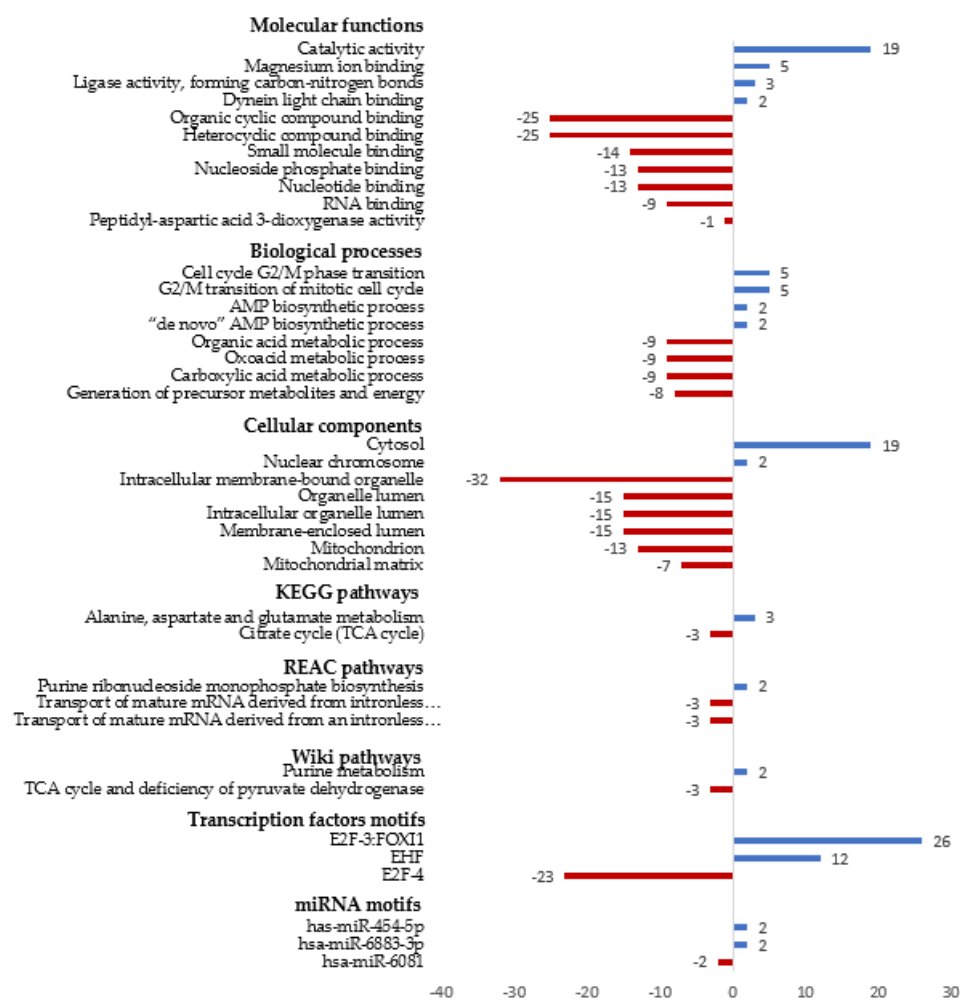 Molecular functions
Catalytic activity 19
Magnesium ion binding 5
Ligase activity, forming carbon-nitrogen bonds 3
Dynein light chain binding 2
Organic cyclic compound binding -25
Heterocyclic compound binding -25
Small molecule binding -14
Nucleoside phosphate binding -13
Nucleotide binding -13
RNA binding -9
Peptidyl-aspartic acid 3-dioxygenase activity -1
Biological processes
Cell cycle G2/M phase transition 5
G2/M transition of mitotic cell cycle 5
AMP biosynthetic process 2
“de novo” AMP biosynthetic process 2
Organic acid metabolic process -9
Oxoacid metabolic process -9
Carboxylic acid metabolic process -9
Generation of precursor metabolites and energy -8
Cellular components
Cytosol 19
Nuclear chromosome 2
Intracellular membrane-bound organelle -32
Organelle lumen -15
Intracellular organelle lumen -15
Membrane-enclosed lumen -15
Mitochondrion -13
Mitochondrial matrix -7
KEGG pathways
Alanine, aspartate and glutamate metabolism 3
Citrate cycle (TCA cycle) -3
REAC pathways
Purine ribonucleoside monophosphate biosynthesis 2
Transport of mature mRNA derived from intronless... -3
Transport of mature mRNA derived from an intronless... -3
Wiki pathways
Purine metabolism 2
TCA cycle and deficiency of pyruvate dehydrogenase -3
Transcription factors motifs
E2F-3:FOXI1 26
EHF 12
E2F-4 -23
miRNA motifs
has-miR-454-5p 2
hsa-miR-6883-3p 2
hsa-miR-6081 -2
-40 -30 -20 -10 0 10 20 30